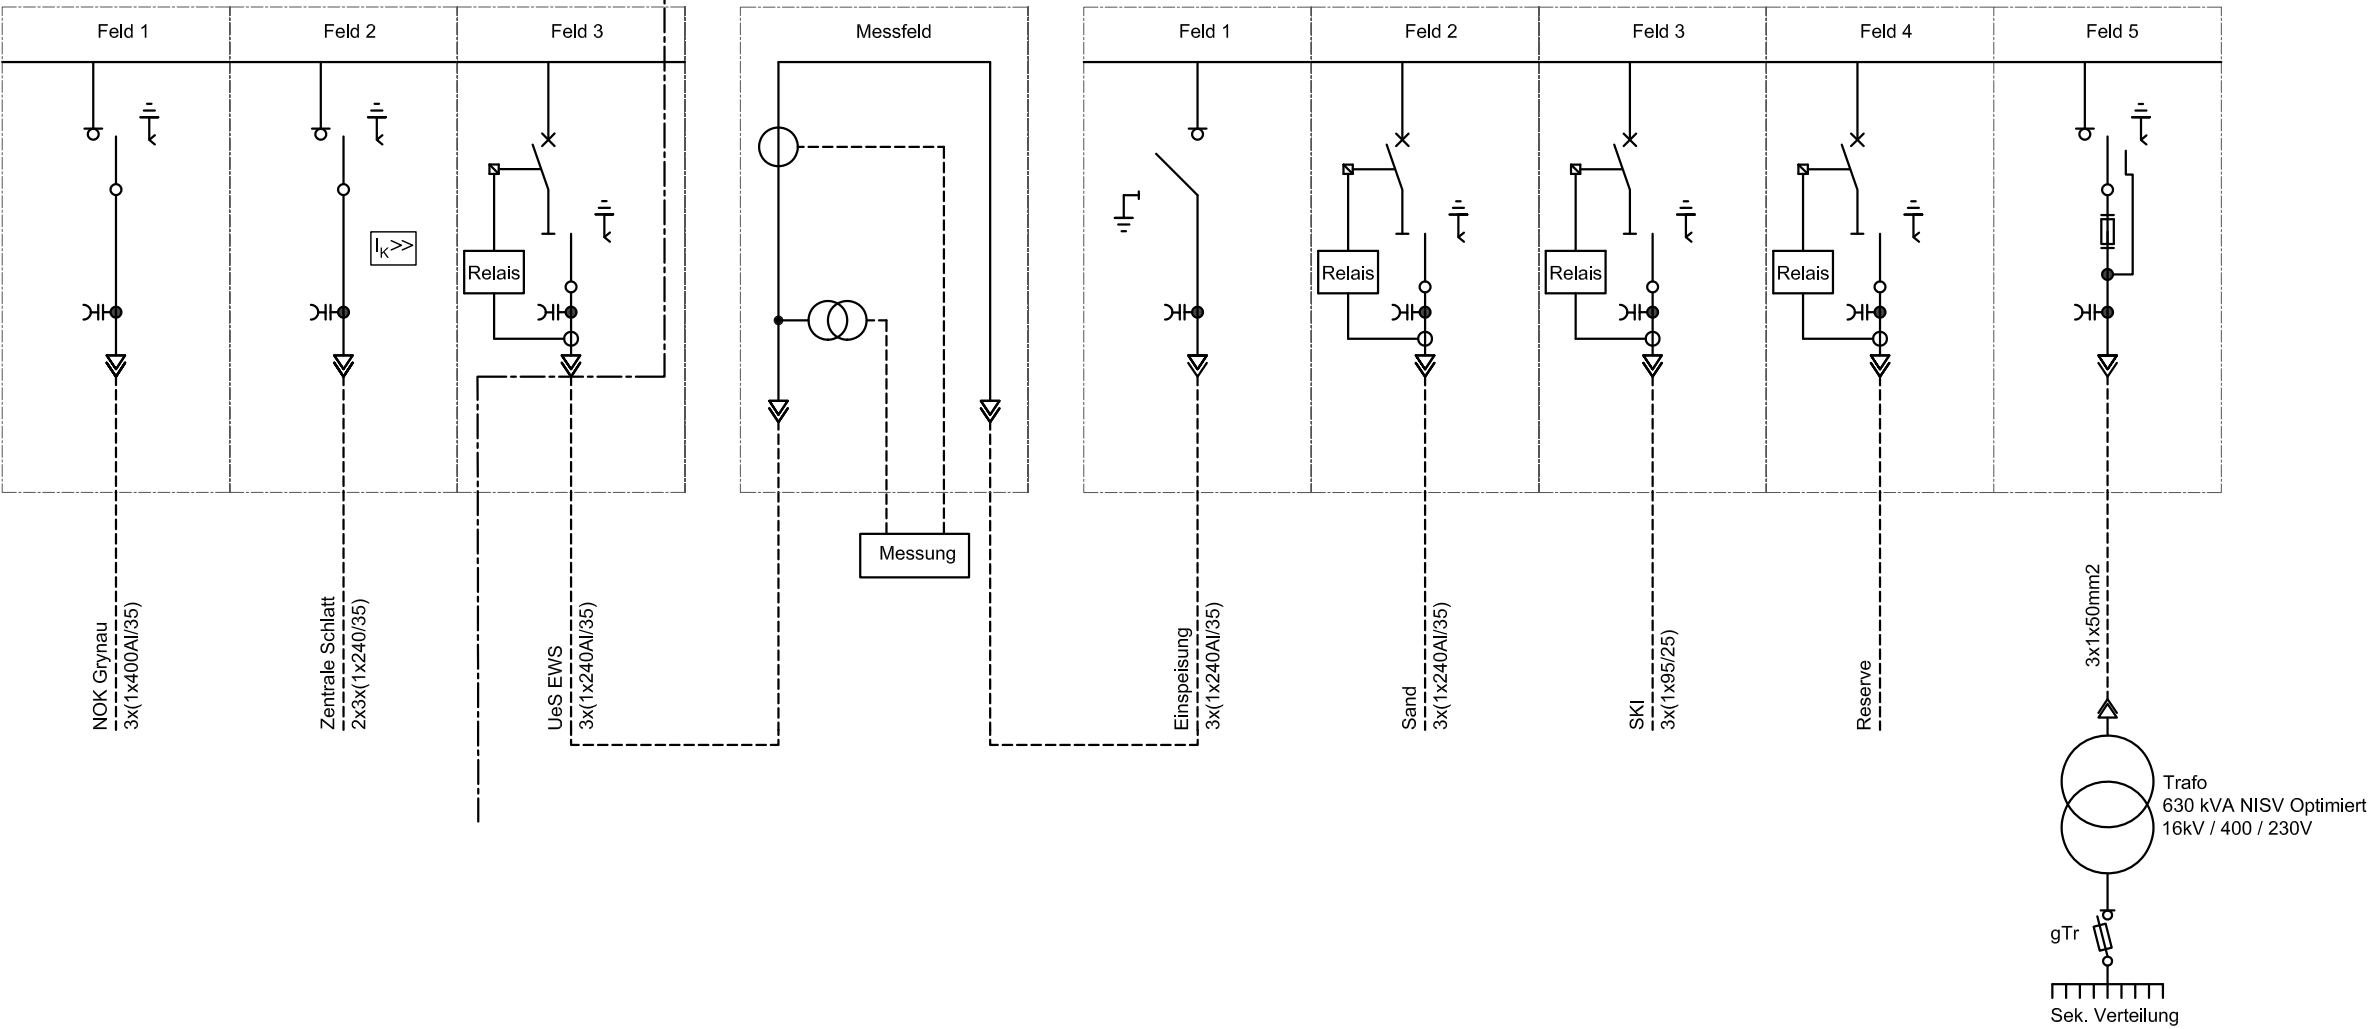 Feld 1
Feld 2
Feld 3
Messfeld
Feld 1
Feld 2
Feld 3
Feld 4
Feld 5
IK>>
Relais
Relais
Relais
Relais
Messung
NOK Grynau
3x(1x400Al/35)
Zentrale Schlatt
2x3x(1x240/35)
UeS EWS
3x(1x240Al/35)
Einspeisung
3x(1x240Al/35)
Sand
3x(1x240Al/35)
SKI
3x(1x95/25)
Reserve
3x1x50mm2
Trafo
630 kVA NISV Optimiert
16kV / 400 / 230V
gTr
Sek. Verteilung